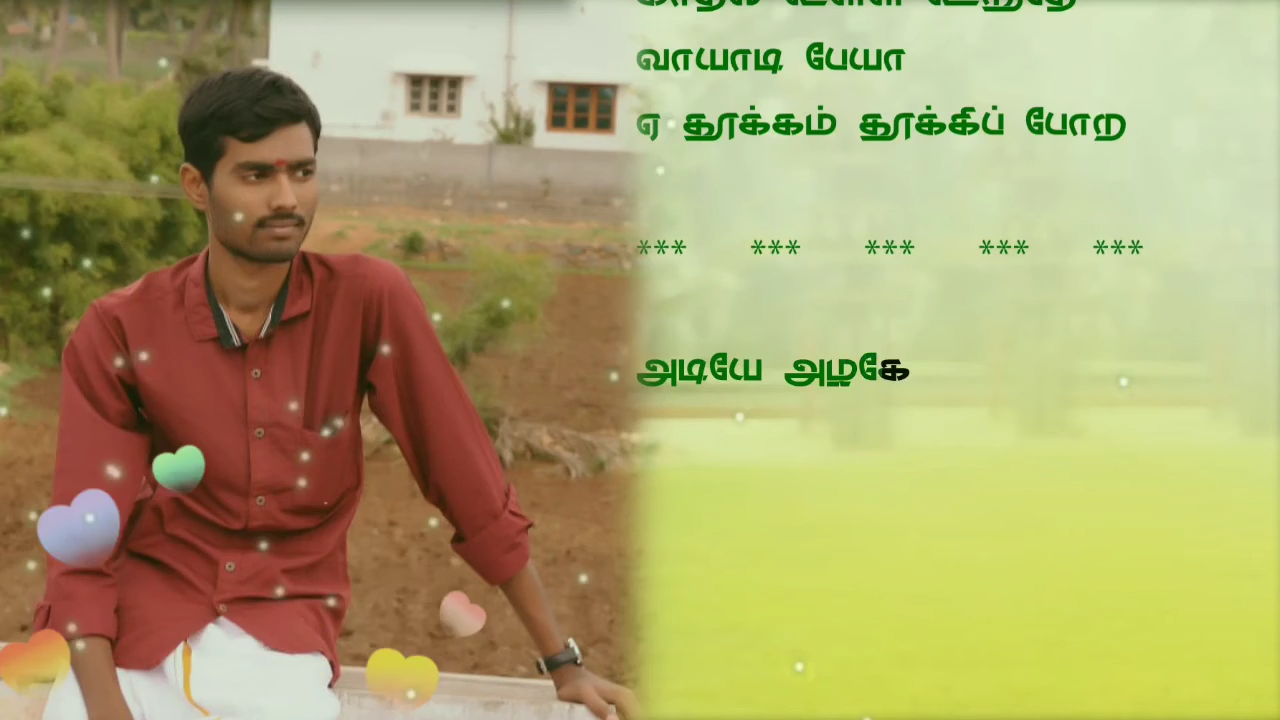 வாயாடி பேயா
ஏ தூக்கம் தூக்கிப் போற
*** *** *** *** ***
அடியே அழகே